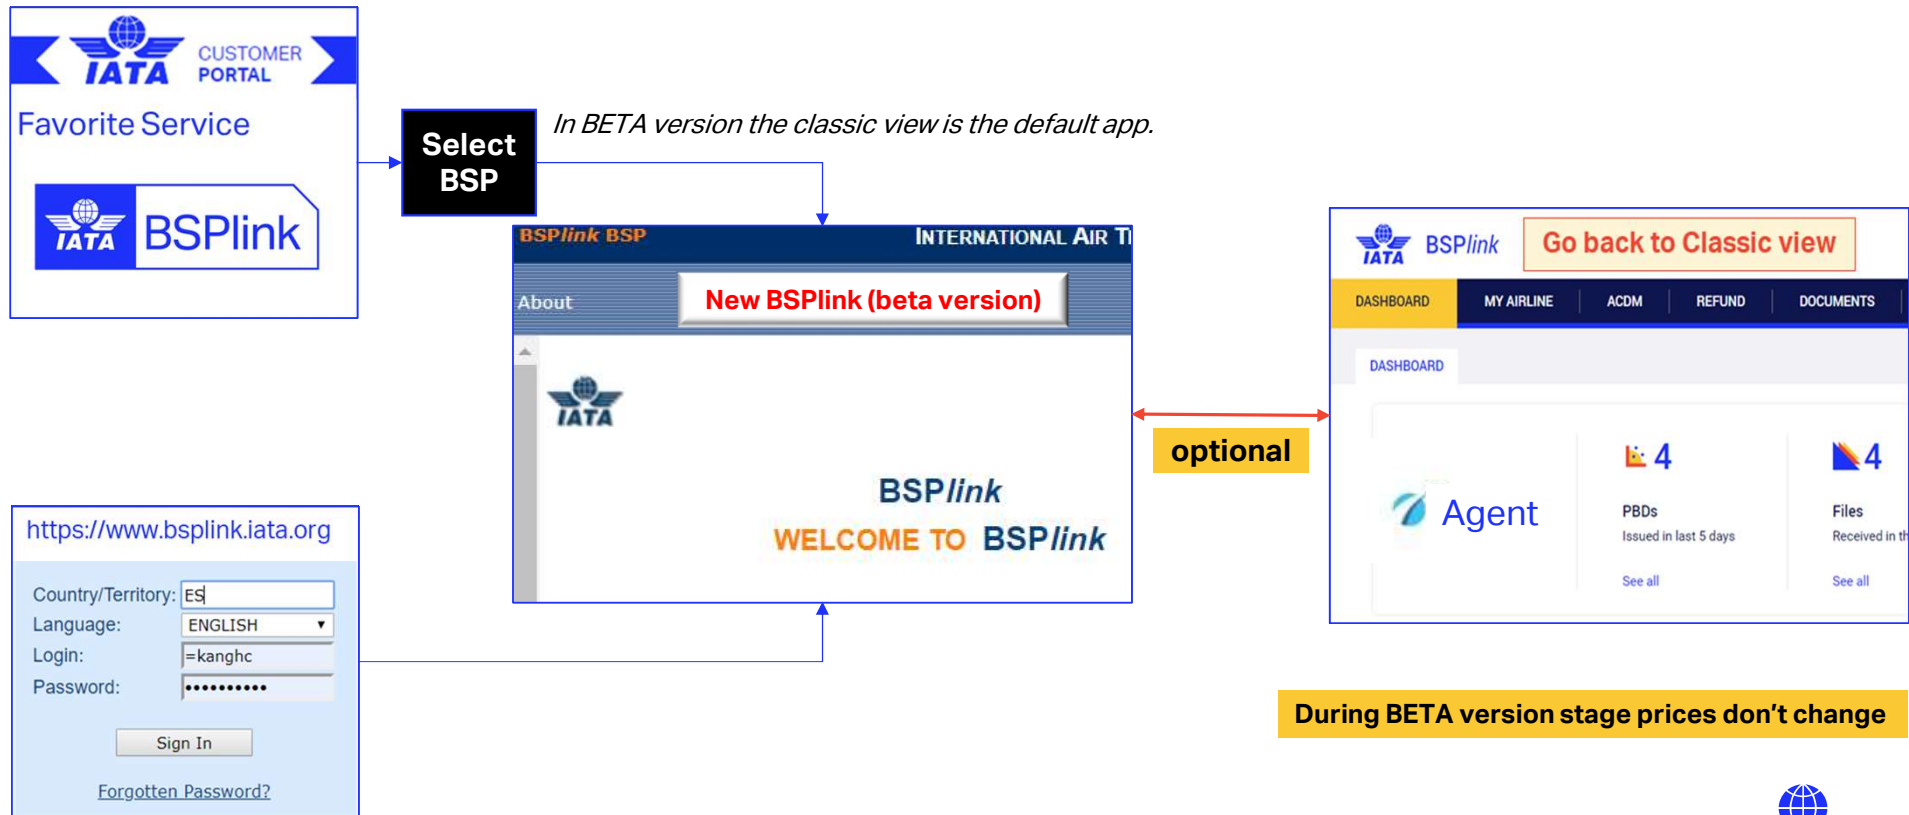 IATA
CUSTOMER
PORTAL
Favorite Service
IATA BSPlink
Select
BSP
In BETA version the classic view is the default app.
BSPlink BSP
INTERNATIONAL AIR T
About
New BSPlink (beta version)
IATA
BSPlink
WELCOME TO BSPlink
optional
IATA
BSPlink
Go back to Classic view
DASHBOARD
MY AIRLINE
ACDM
REFUND
DOCUMENTS
DASHBOARD
Agent
4
PBDs
Issued in last 5 days
See all
4
Files
Received in th
See all
https://www.bsplink.iata.org
Country/Territory: ES
Language: ENGLISH
Login: =kanghc
Password: ••••••••••
Sign In
Forgotten Password?
During BETA version stage prices don't change